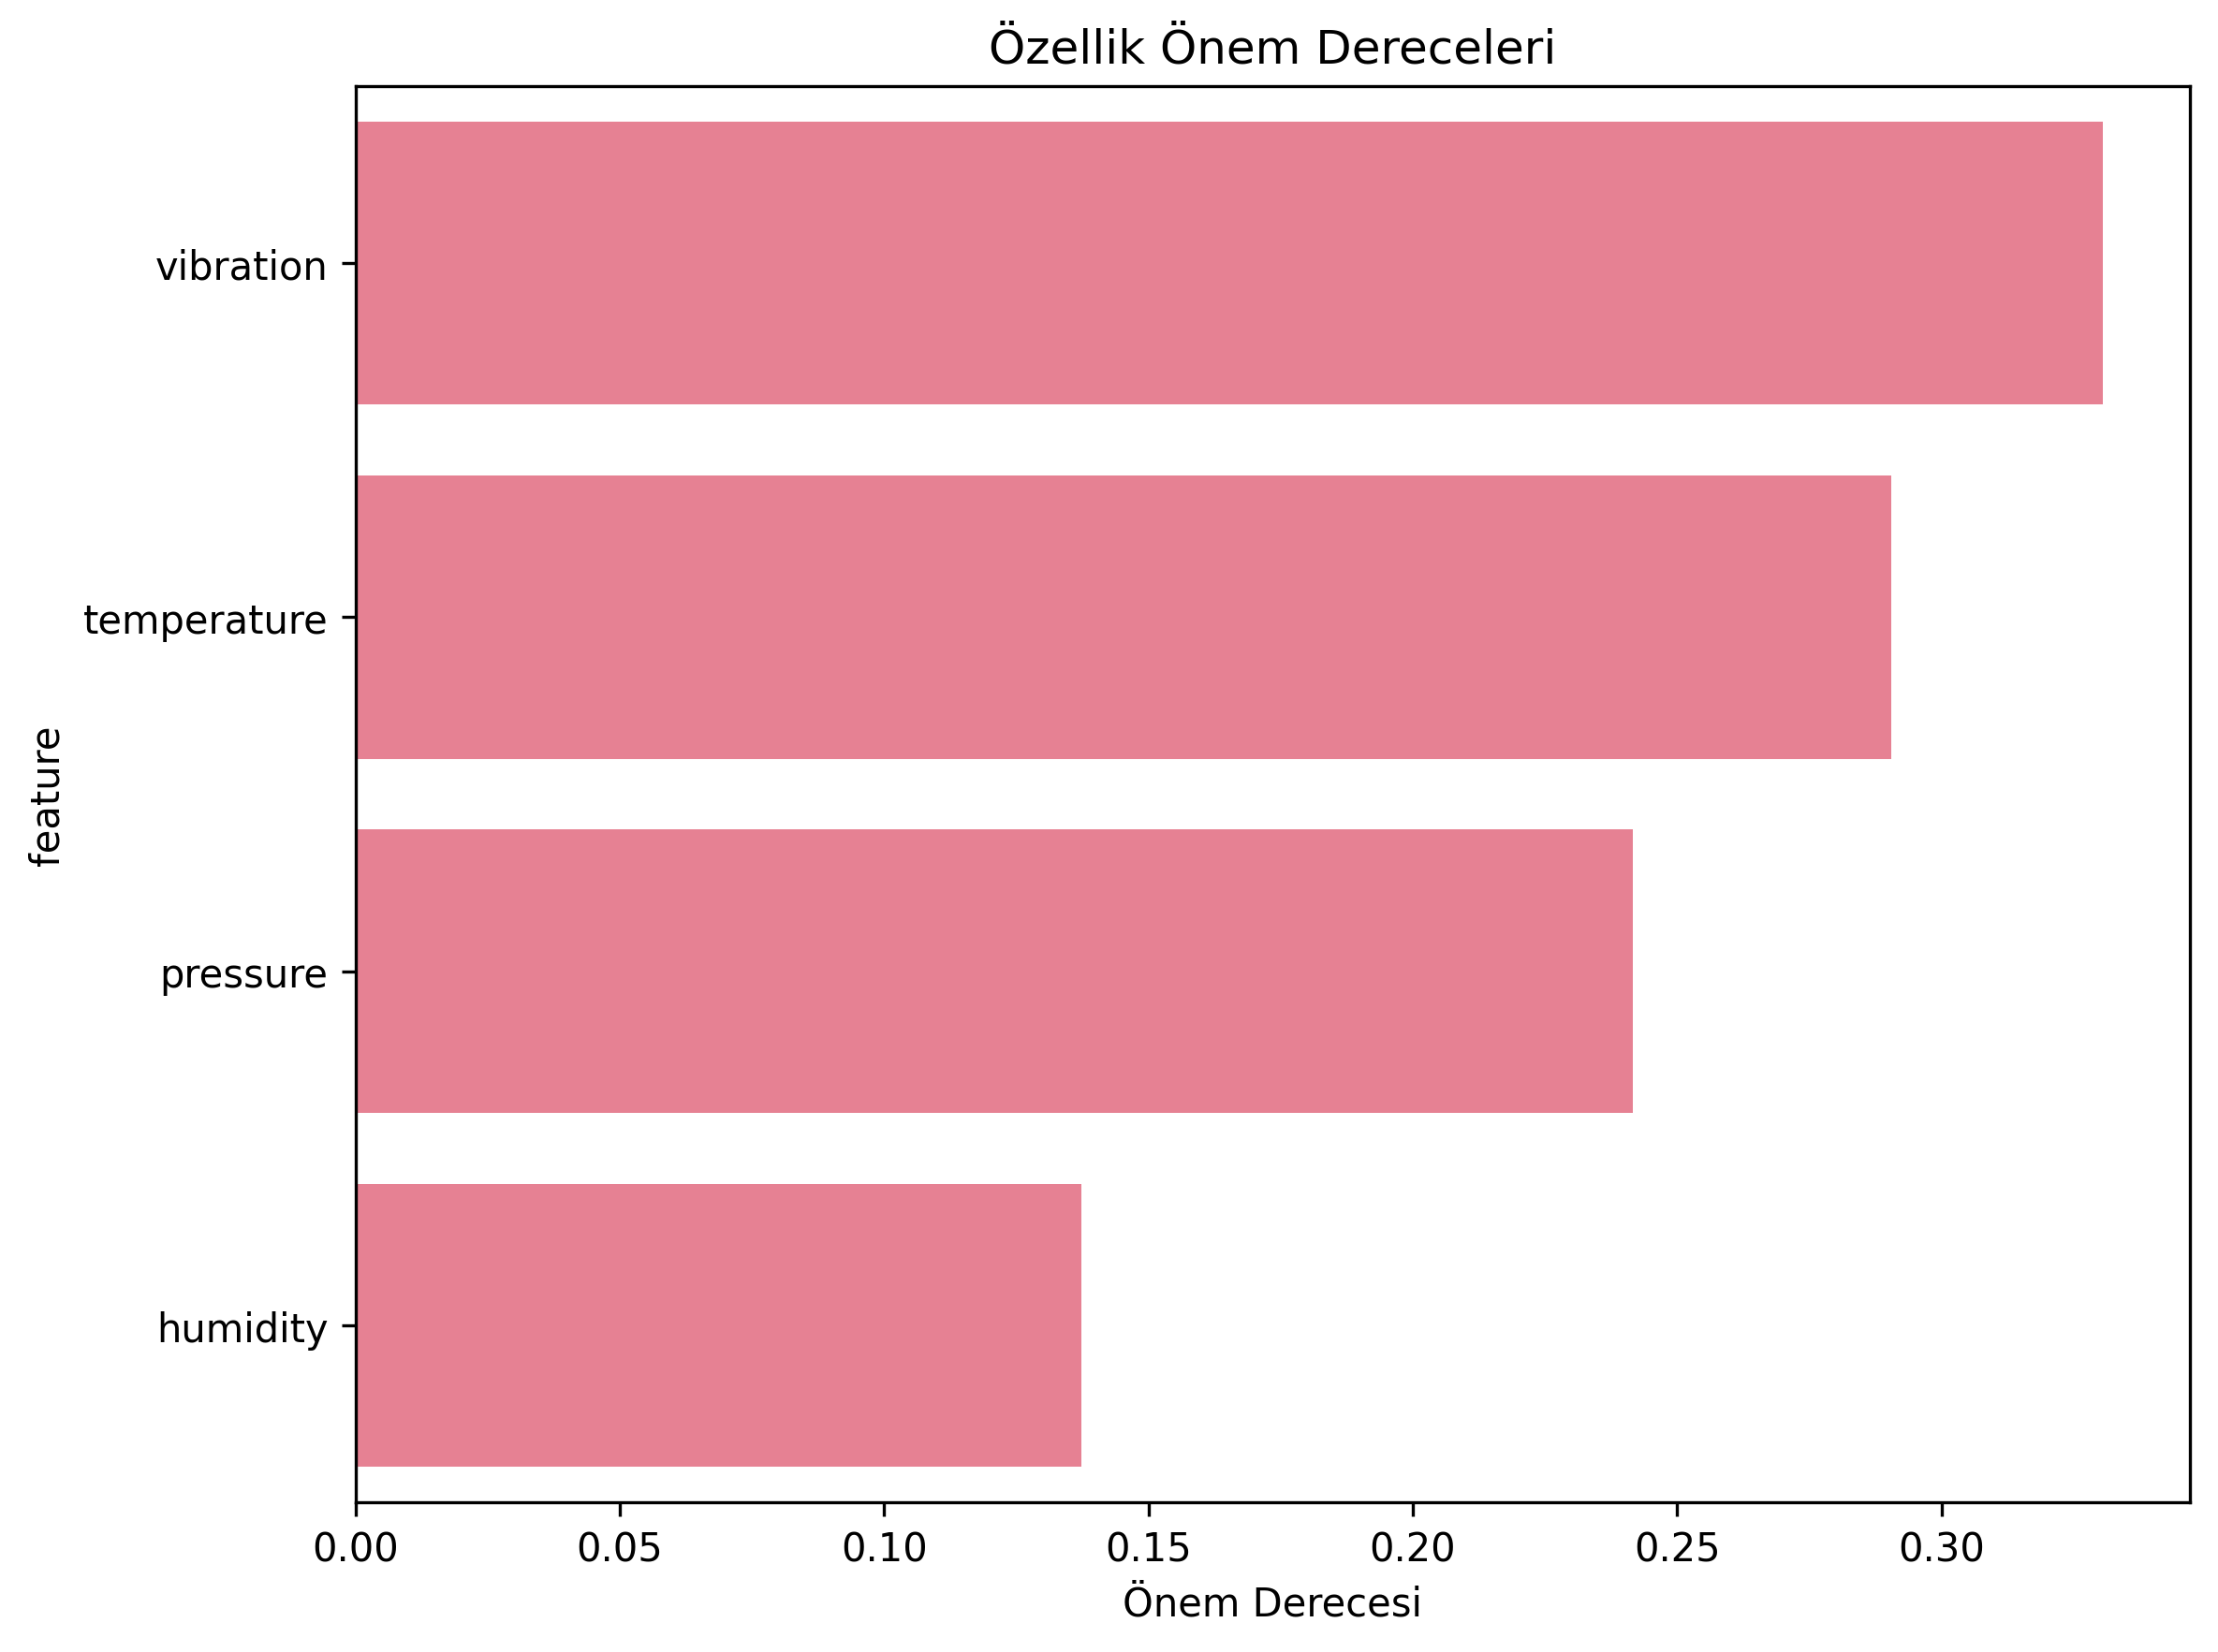 Özellik Önem Dereceleri
vibration
temperature
pressure
humidity
feature
0.00 0.05 0.10 0.15 0.20 0.25 0.30
Önem Derecesi